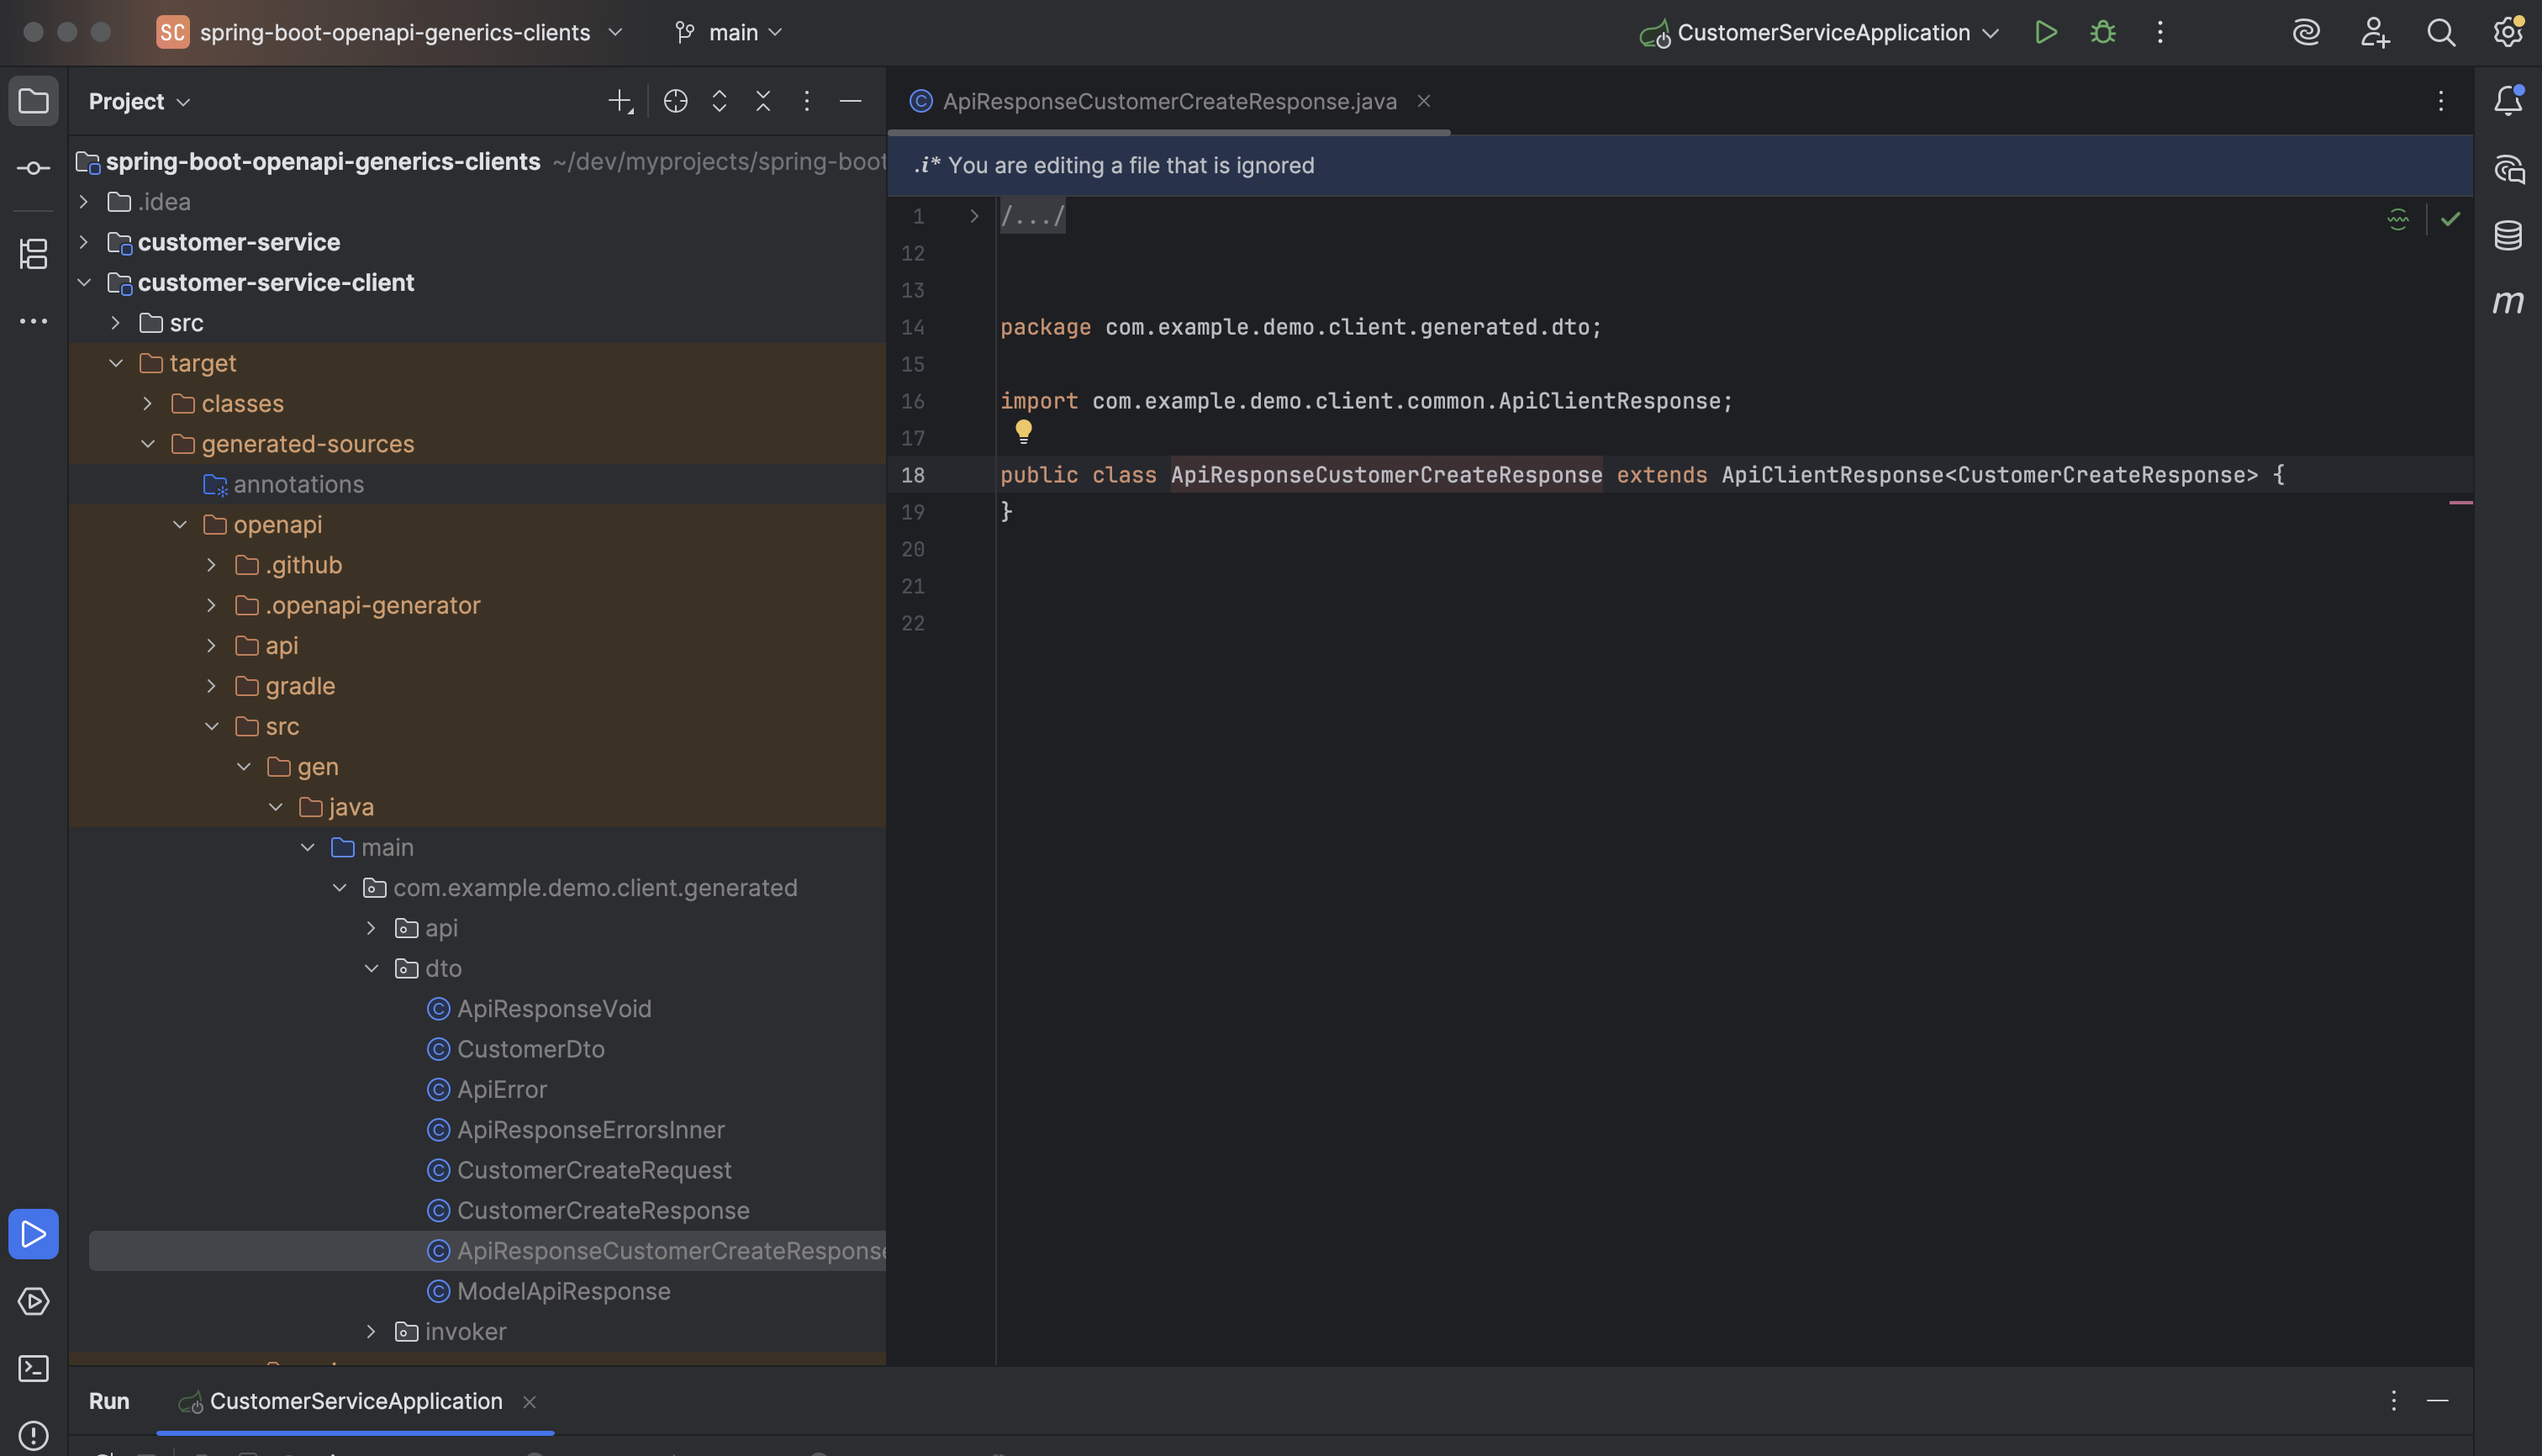 SC spring-boot-openapi-generics-clients main CustomerServiceApplication
Project
spring-boot-openapi-generics-clients ~/dev/myprojects/spring-boot
.idea
customer-service
customer-service-client
src
target
classes
generated-sources
annotations
openapi
.github
.openapi-generator
api
gradle
src
gen
java
main
com.example.demo.client.generated
api
dto
ApiResponseVoid
CustomerDto
ApiError
ApiResponseErrorsInner
CustomerCreateRequest
CustomerCreateResponse
ApiResponseCustomerCreateResponse
ModelApiResponse
invoker
ApiResponseCustomerCreateResponse.java
.i* You are editing a file that is ignored
1 /.../
12
13
14 package com.example.demo.client.generated.dto;
15
16 import com.example.demo.client.common.ApiClientResponse;
17
18 public class ApiResponseCustomerCreateResponse extends ApiClientResponse<CustomerCreateResponse> {
19 }
20
21
22
m
Run CustomerServiceApplication